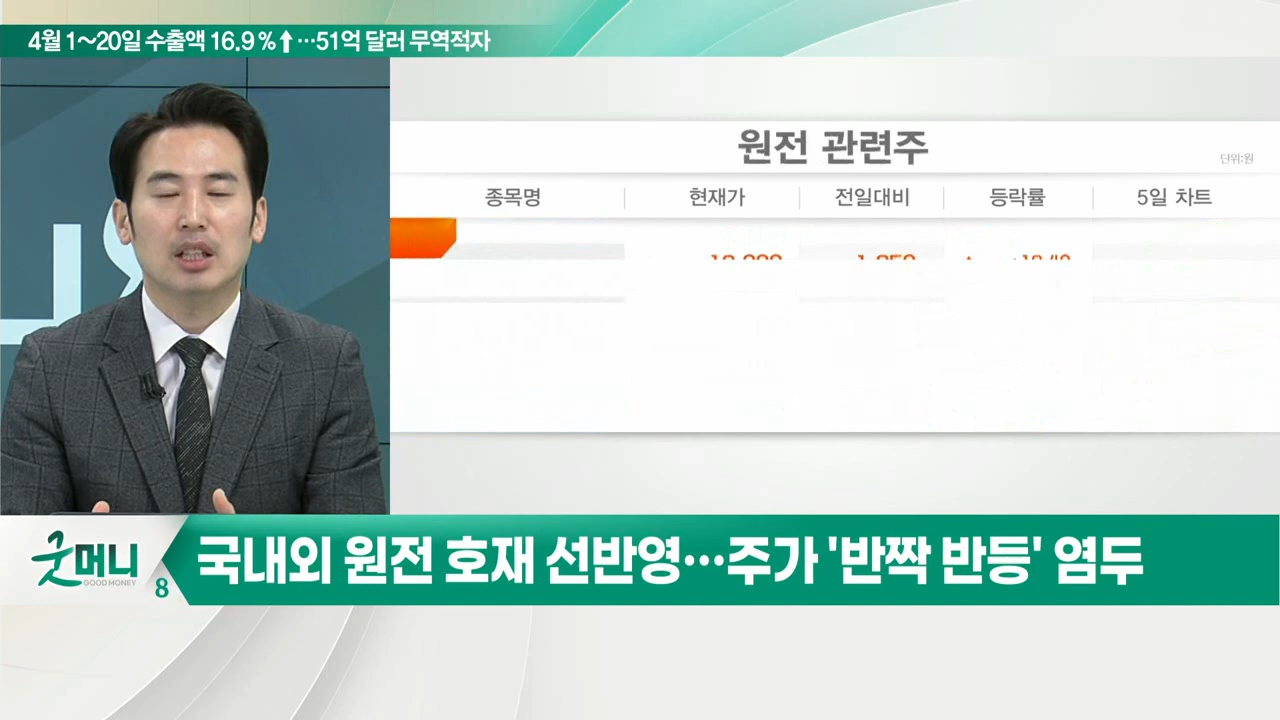 4월 1~20일 수출액 16.9%⬆…51억 달러 무역적자
원전 관련주
단위:원
종목명 현재가 전일대비 등락률 5일 차트
굿머니
GOOD MONEY
8
국내외 원전 호재 선반영…주가 '반짝 반등' 염두